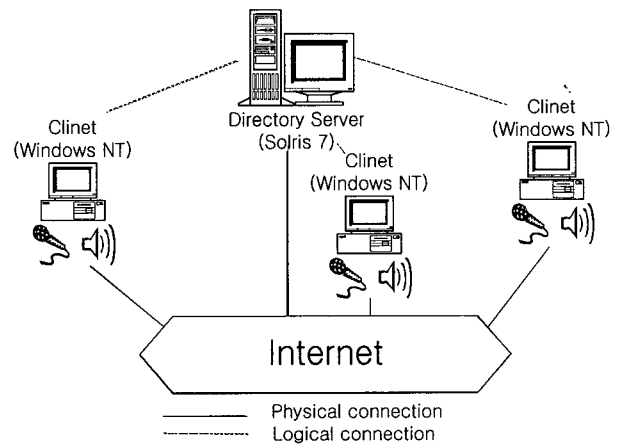 Directory Server
(Solris 7)
Clinet
(Windows NT)
Clinet
(Windows NT)
Clinet
(Windows NT)
Internet
Physical connection
Logical connection